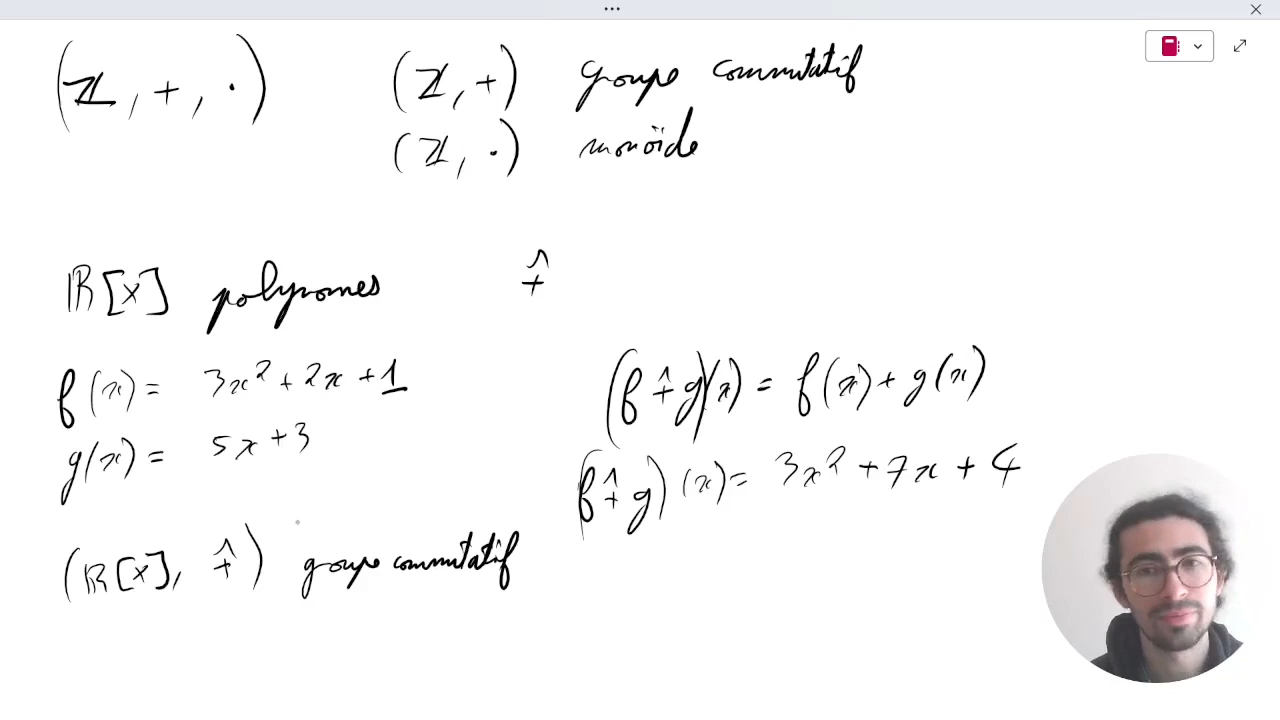 (ℤ, +, ·) (ℤ, +) groupe commutatif
(ℤ, ·) monoïde
ℝ[x] polynomes +̂
f(x) = 3x² + 2x + 1
(f +̂ g)(x) = f(x) + g(x)
g(x) = 5x + 3
(f +̂ g)(x) = 3x² + 7x + 4
(ℝ[x], +̂) groupe commutatif